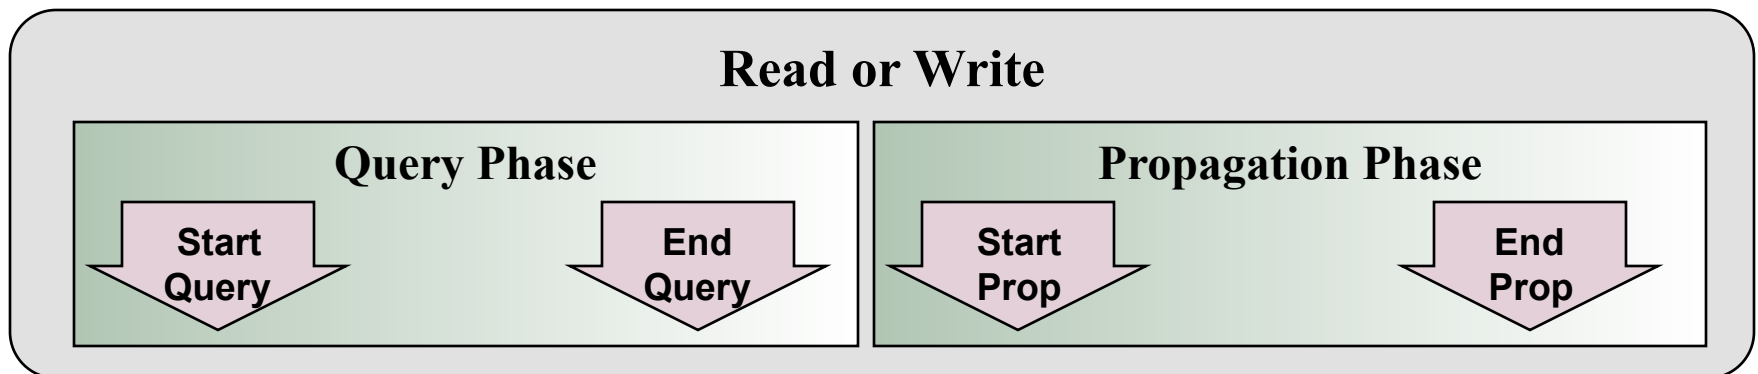 Read or Write
Query Phase
Propagation Phase
Start
Query
End
Query
Start
Prop
End
Prop